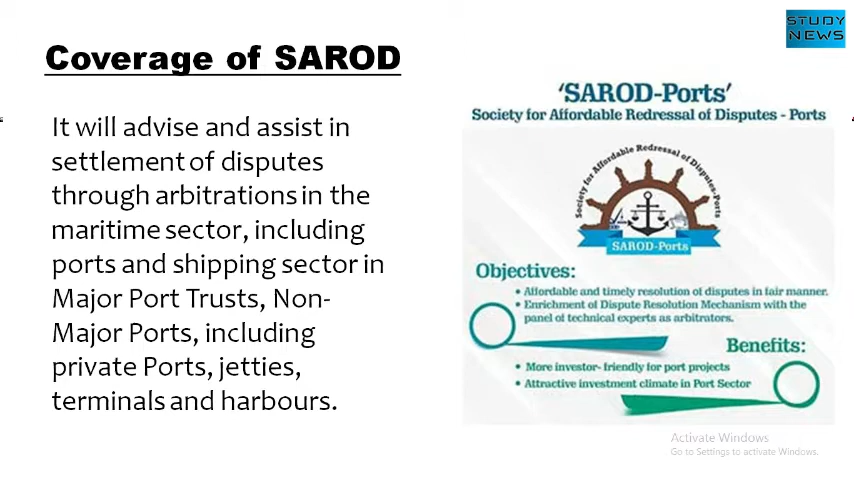 STUDY
NEWS
Coverage of SAROD
It will advise and assist in
settlement of disputes
through arbitrations in the
maritime sector, including
ports and shipping sector in
Major Port Trusts, Non-
Major Ports, including
private Ports, jetties,
terminals and harbours.
'SAROD-Ports'
Society for Affordable Redressal of Disputes - Ports
Society for Affordable Redressal of Disputes-Ports
SAROD-Ports
Objectives:
• Affordable and timely resolution of disputes in fair manner.
• Enrichment of Dispute Resolution Mechanism with the
panel of technical experts as arbitrators.
Benefits:
• More investor- friendly for port projects
• Attractive investment climate in Port Sector
Activate Windows
Go to Settings to activate Windows.